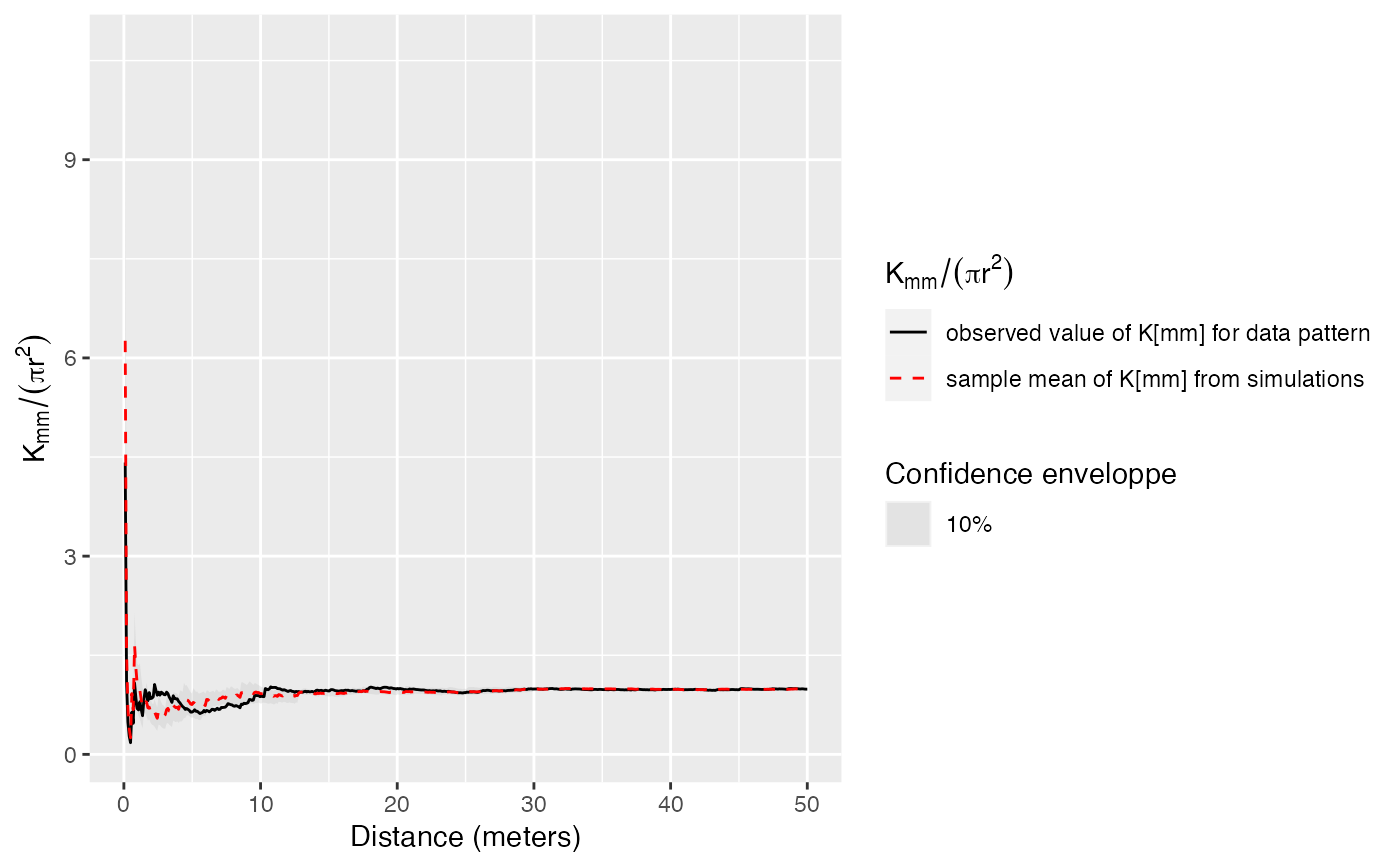 9
6
3
0
0 10 20 30 40 50
Distance (meters)
Kₘₘ/(πr²)
Kₘₘ/(πr²)
observed value of K[mm] for data pattern
sample mean of K[mm] from simulations
Confidence enveloppe
10%